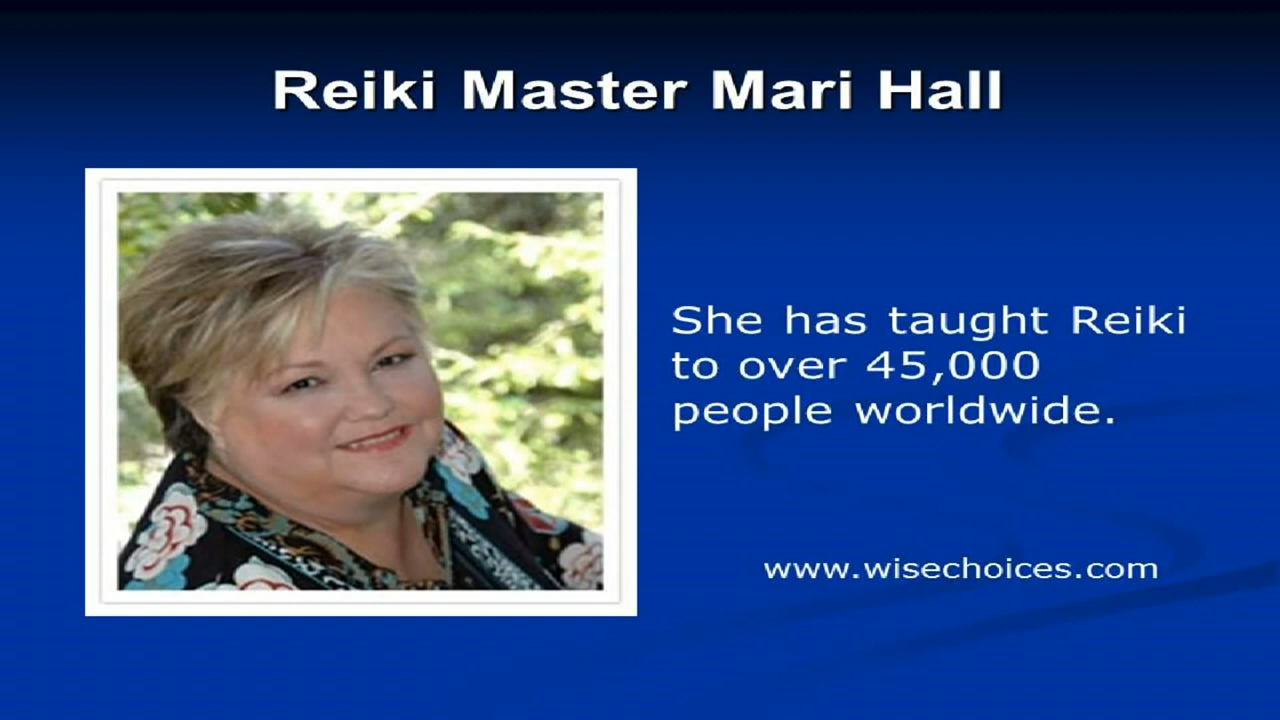 Reiki Master Mari Hall
She has taught Reiki
to over 45,000
people worldwide.
www.wisechoices.com